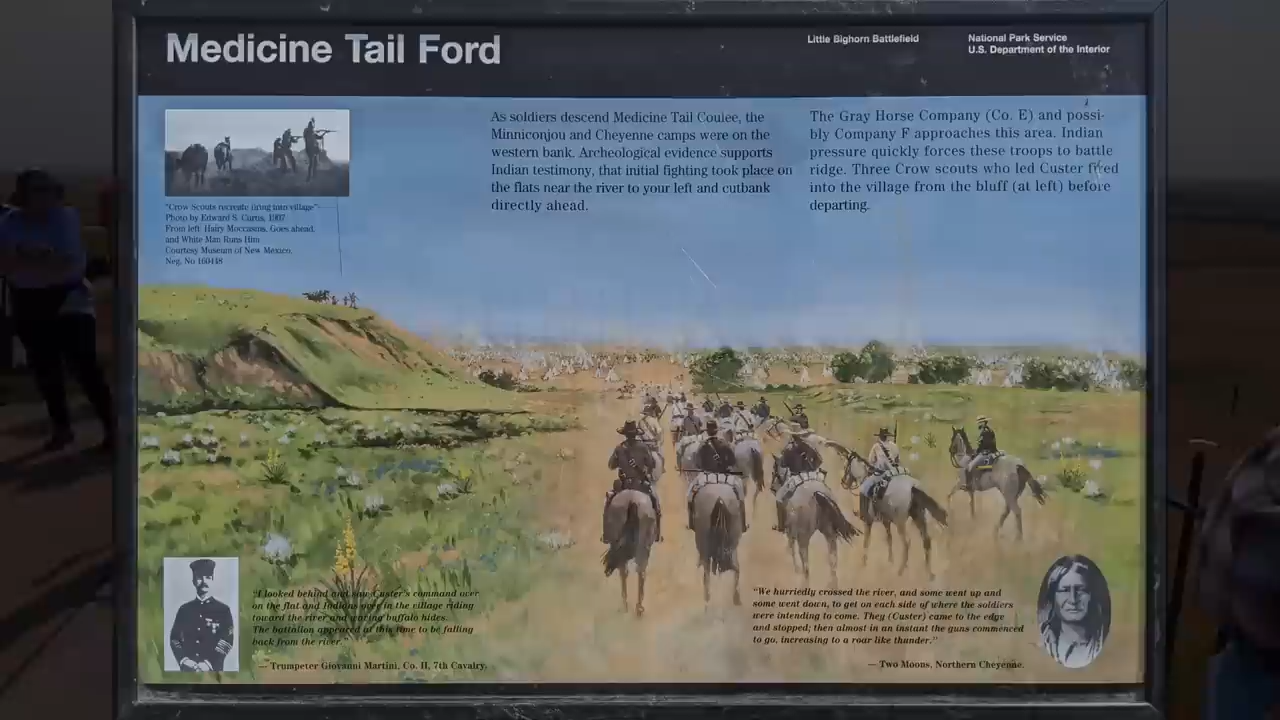 Medicine Tail Ford
Little Bighorn Battlefield
National Park Service
U.S. Department of the Interior
As soldiers descend Medicine Tail Coulee, the
Minniconjou and Cheyenne camps were on the
western bank. Archeological evidence supports
Indian testimony, that initial fighting took place on
the flats near the river to your left and cutbank
directly ahead.
The Gray Horse Company (Co. E) and possi-
bly Company F approaches this area. Indian
pressure quickly forces these troops to battle
ridge. Three Crow scouts who led Custer fired
into the village from the bluff (at left) before
departing.
"Crow Scouts recreate firing into village"
Photo by Edward S. Curtis, 1907
From left, Hairy Moccasins, Goes ahead,
and White Man Runs Him
Courtesy Museum of New Mexico,
Neg. No 160448
"I looked behind and saw Custer's command over
on the flat and Indians over in the village riding
toward the river and waving buffalo hides.
The battalion appeared at this time to be falling
back from the river."
— Trumpeter Giovanni Martini, Co. H, 7th Cavalry.
"We hurriedly crossed the river, and some went up and
some went down, to get on each side of where the soldiers
were intending to come. They (Custer) came to the edge
and stopped; then almost in an instant the guns commenced
to go, increasing to a roar like thunder."
— Two Moons, Northern Cheyenne.